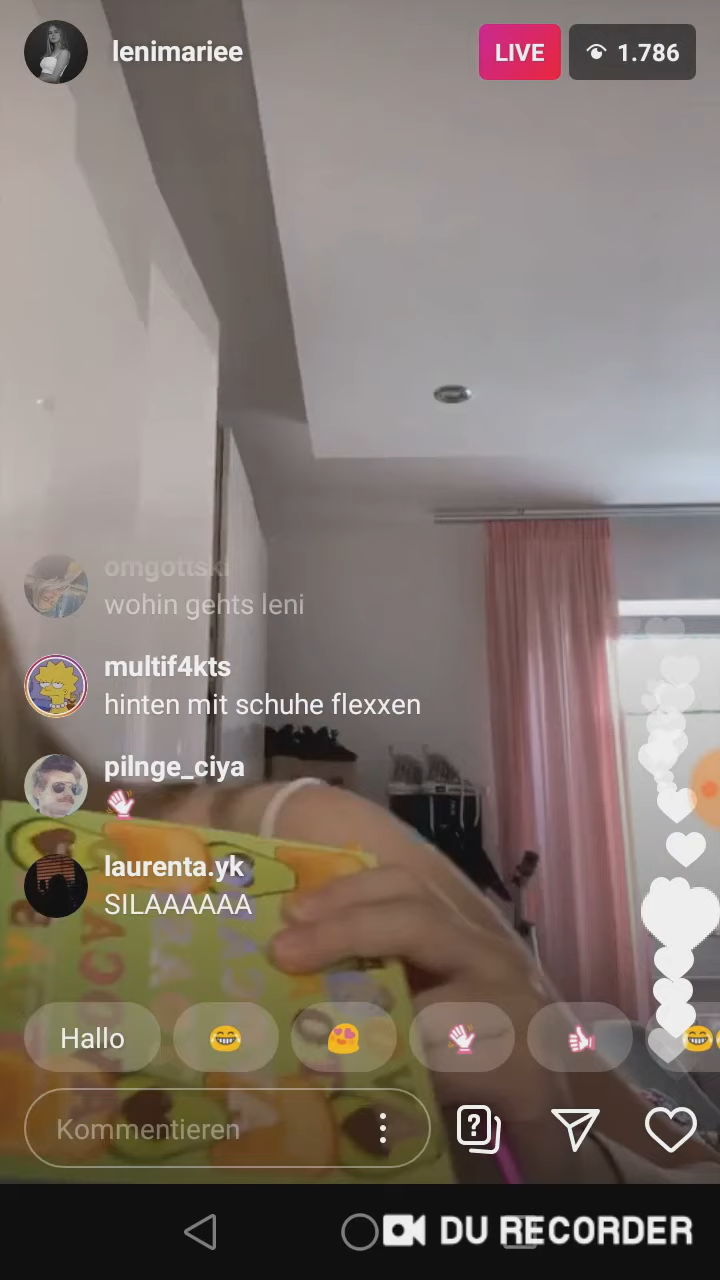 lenimariee
LIVE
1.786
omgottski
wohin gehts leni
multif4kts
hinten mit schuhe flexxen
pilnge_ciya
laurenta.yk
SILAAAAAA
Hallo
Kommentieren
DU RECORDER